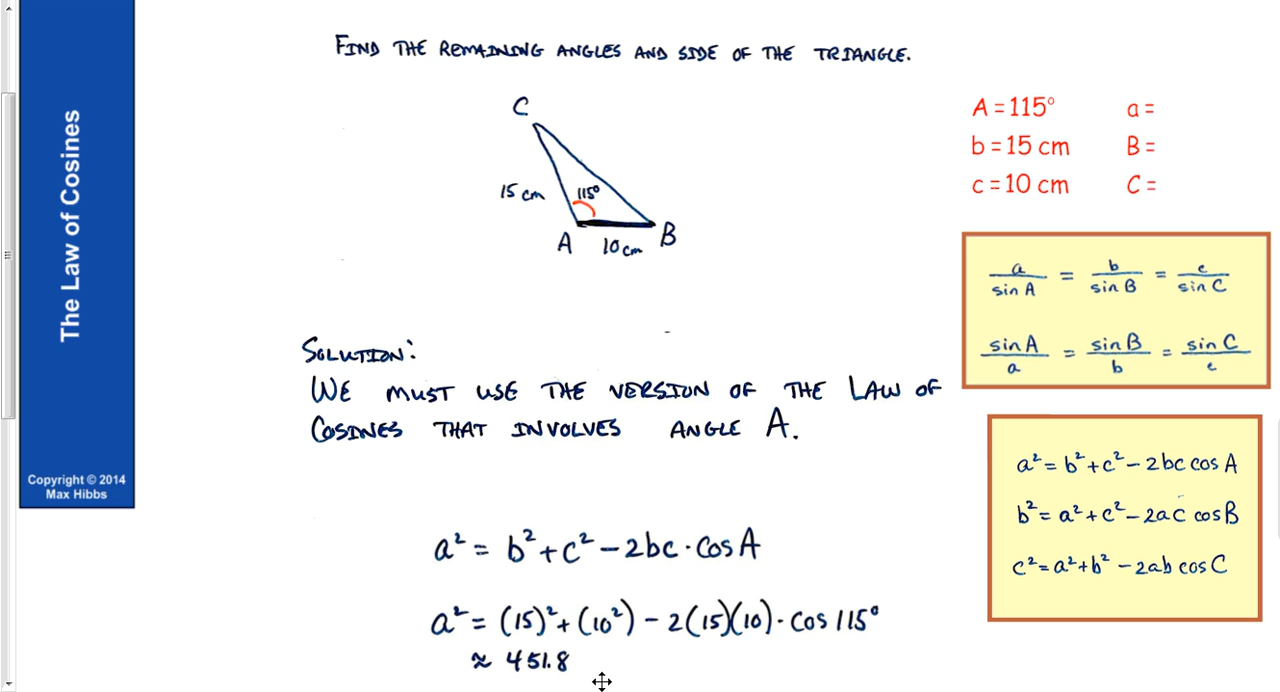 The Law of Cosines
Copyright © 2014
Max Hibbs
FIND THE REMAINING ANGLES AND SIDE OF THE TRIANGLE.
C
15 cm
115°
A
10 cm
B
A = 115°
a =
b = 15 cm
B =
c = 10 cm
C =
a/sin A = b/sin B = c/sin C
sin A/a = sin B/b = sin C/c
SOLUTION:
WE MUST USE THE VERSION OF THE LAW OF
COSINES THAT INVOLVES ANGLE A.
a² = b² + c² − 2bc · cos A
a² = (15)² + (10²) − 2(15)(10) · cos 115°
≈ 451.8
a² = b² + c² − 2bc cos A
b² = a² + c² − 2ac cos B
c² = a² + b² − 2ab cos C